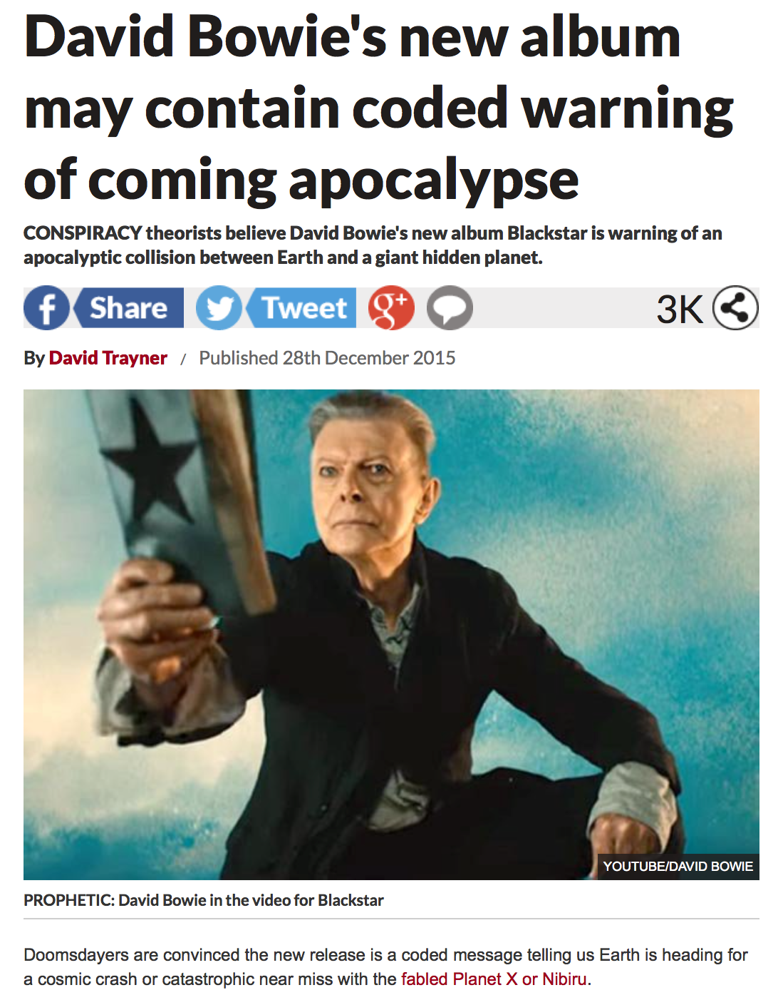 David Bowie's new album
may contain coded warning
of coming apocalypse
CONSPIRACY theorists believe David Bowie's new album Blackstar is warning of an
apocalyptic collision between Earth and a giant hidden planet.
f Share Tweet g+ 3K
By David Trayner / Published 28th December 2015
YOUTUBE/DAVID BOWIE
PROPHETIC: David Bowie in the video for Blackstar
Doomsdayers are convinced the new release is a coded message telling us Earth is heading for
a cosmic crash or catastrophic near miss with the fabled Planet X or Nibiru.